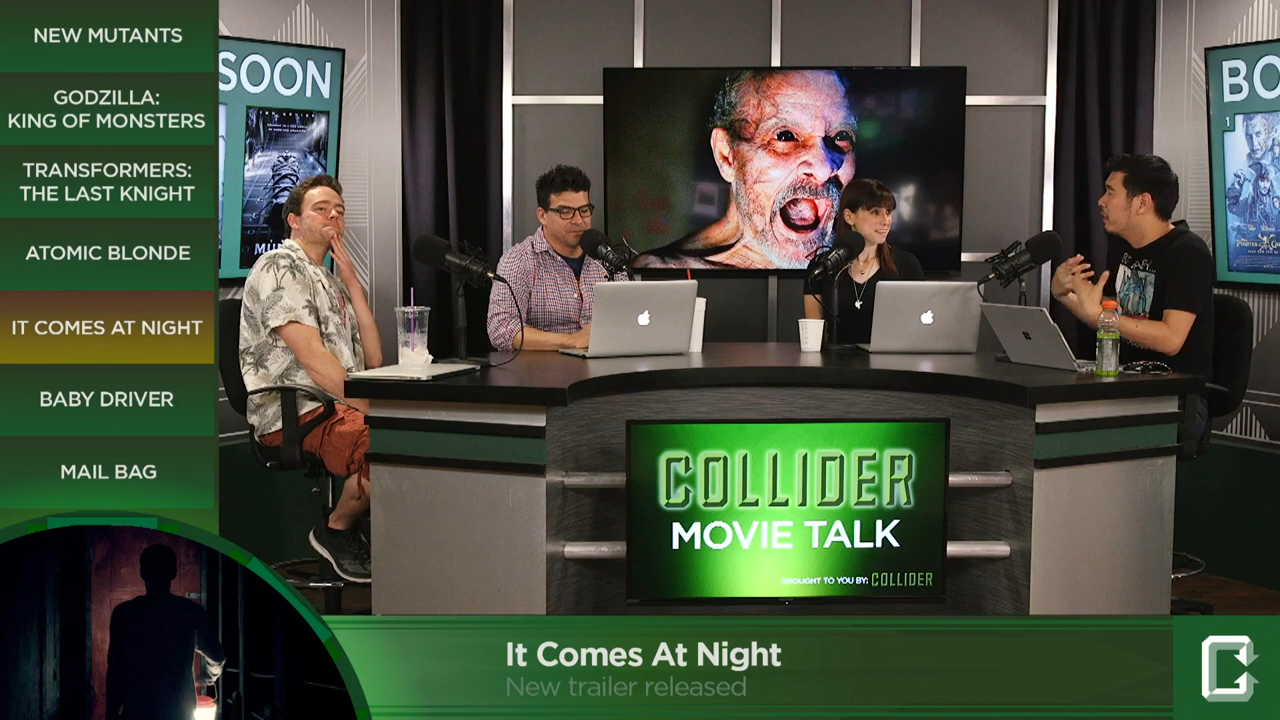 NEW MUTANTS
GODZILLA:
KING OF MONSTERS
TRANSFORMERS:
THE LAST KNIGHT
ATOMIC BLONDE
IT COMES AT NIGHT
BABY DRIVER
MAIL BAG
SOON
BO
1
COLLIDER
MOVIE TALK
BROUGHT TO YOU BY: COLLIDER
It Comes At Night
New trailer released